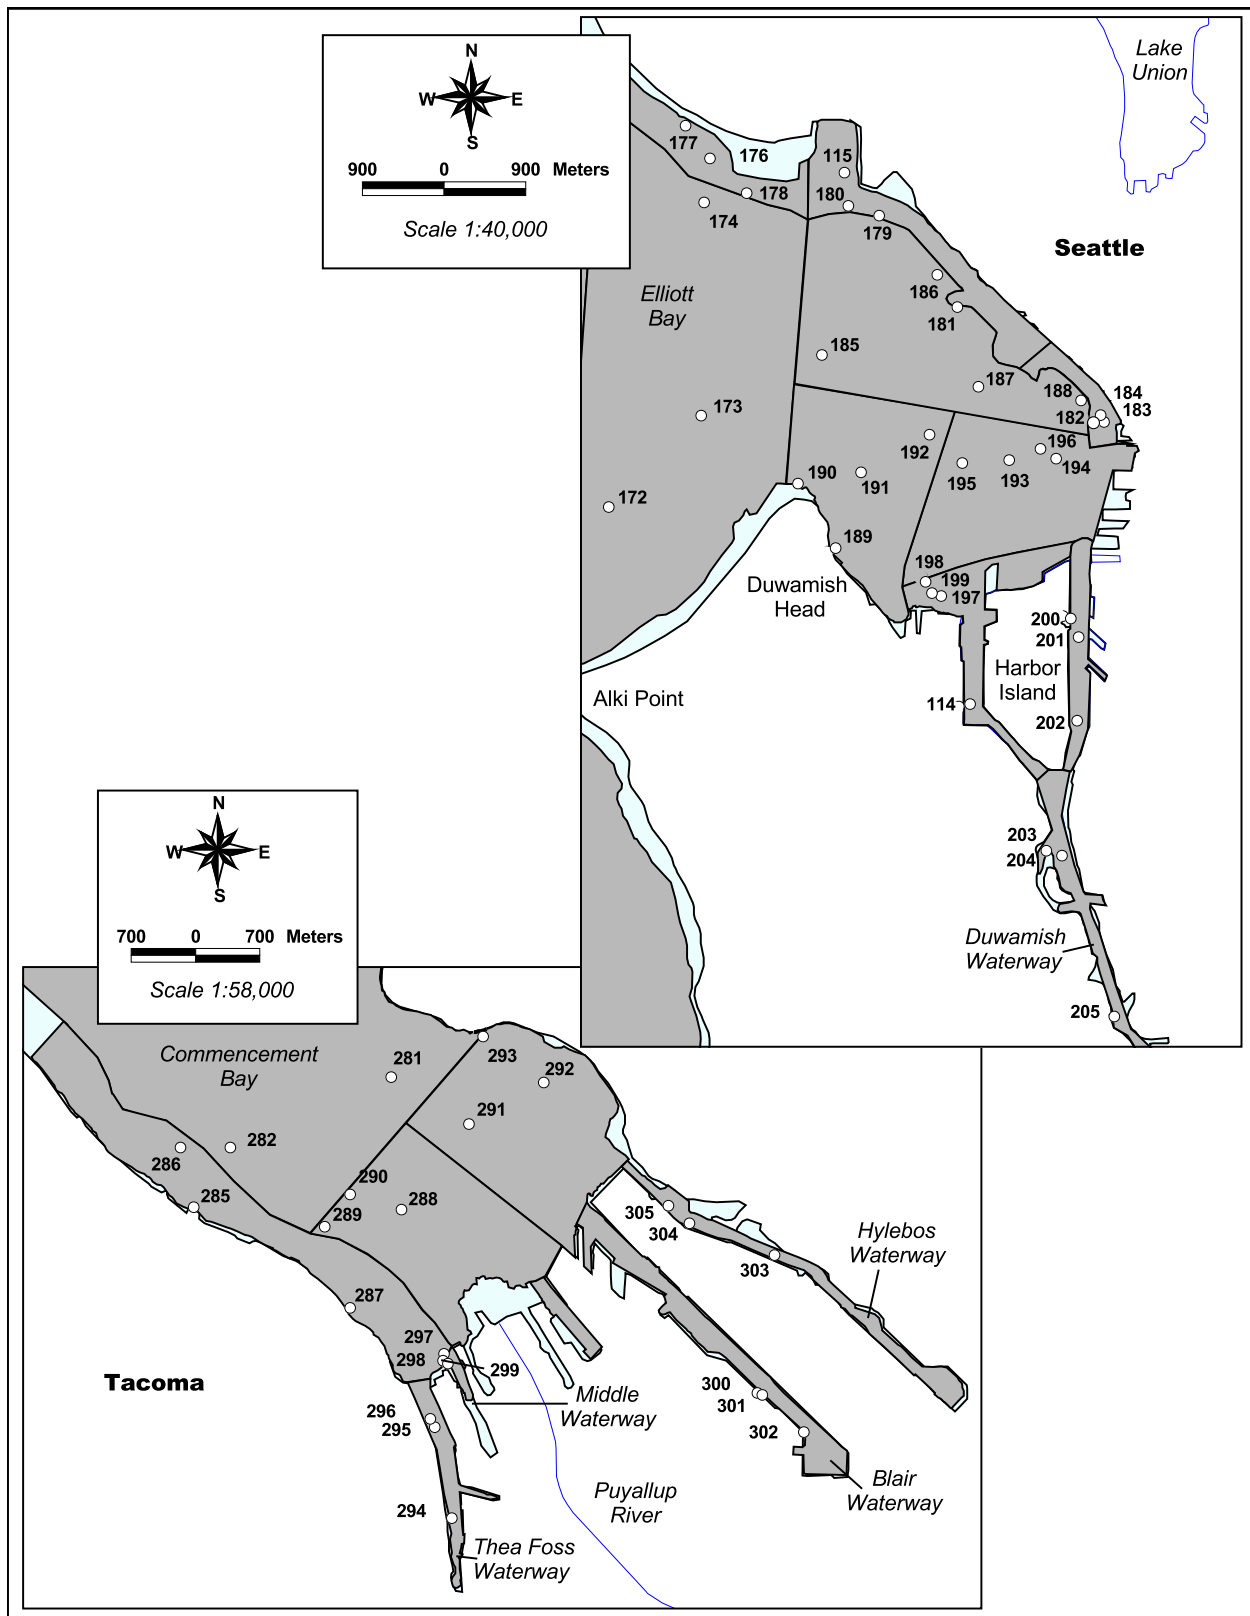 Lake
Union
N
W E
S
900 0 900 Meters
Scale 1:40,000
177
176
115
178
180
174
179
Seattle
Elliott
Bay
186
181
185
187
188
184
173
182
183
192
196
194
190
191
195
193
172
189
198
199
Duwamish
Head
197
200
201
Harbor
Island
Alki Point
114
202
N
W E
S
203
204
700 0 700 Meters
Duwamish
Waterway
Scale 1:58,000
205
Commencement
Bay
281
293
292
291
282
286
290
285
288
289
305
304
Hylebos
Waterway
303
287
297
298
299
Tacoma
Middle
Waterway
300
301
296
295
302
Blair
Waterway
Puyallup
River
294
Thea Foss
Waterway